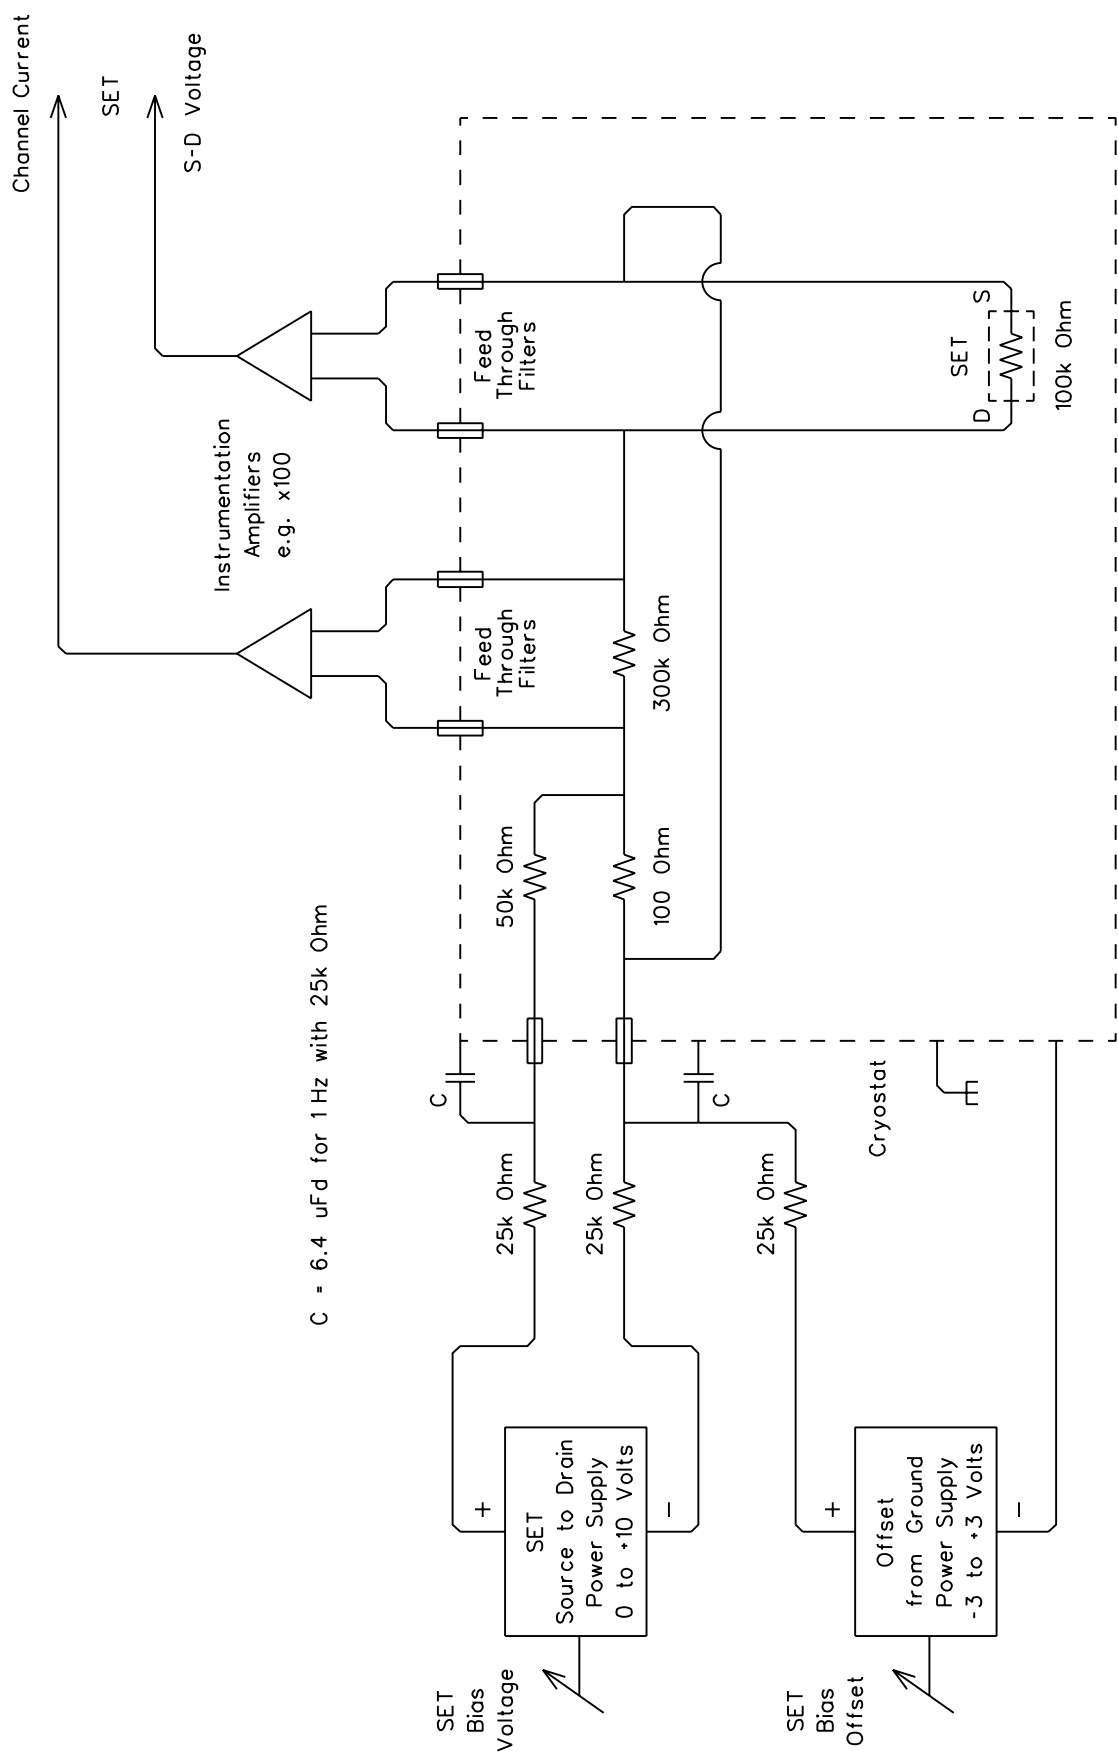 Channel Current
SET
S-D Voltage
Instrumentation
Amplifiers
e.g. x100
C = 6.4 uFd for 1 Hz with 25k Ohm
Feed
Through
Filters
Feed
Through
Filters
C
25k Ohm
50k Ohm
25k Ohm
100 Ohm
300k Ohm
C
25k Ohm
Cryostat
SET
D
S
100k Ohm
SET
Bias
Voltage
+
SET
Source to Drain
Power Supply
0 to +10 Volts
-
SET
Bias
Offset
+
Offset
from Ground
Power Supply
-3 to +3 Volts
-